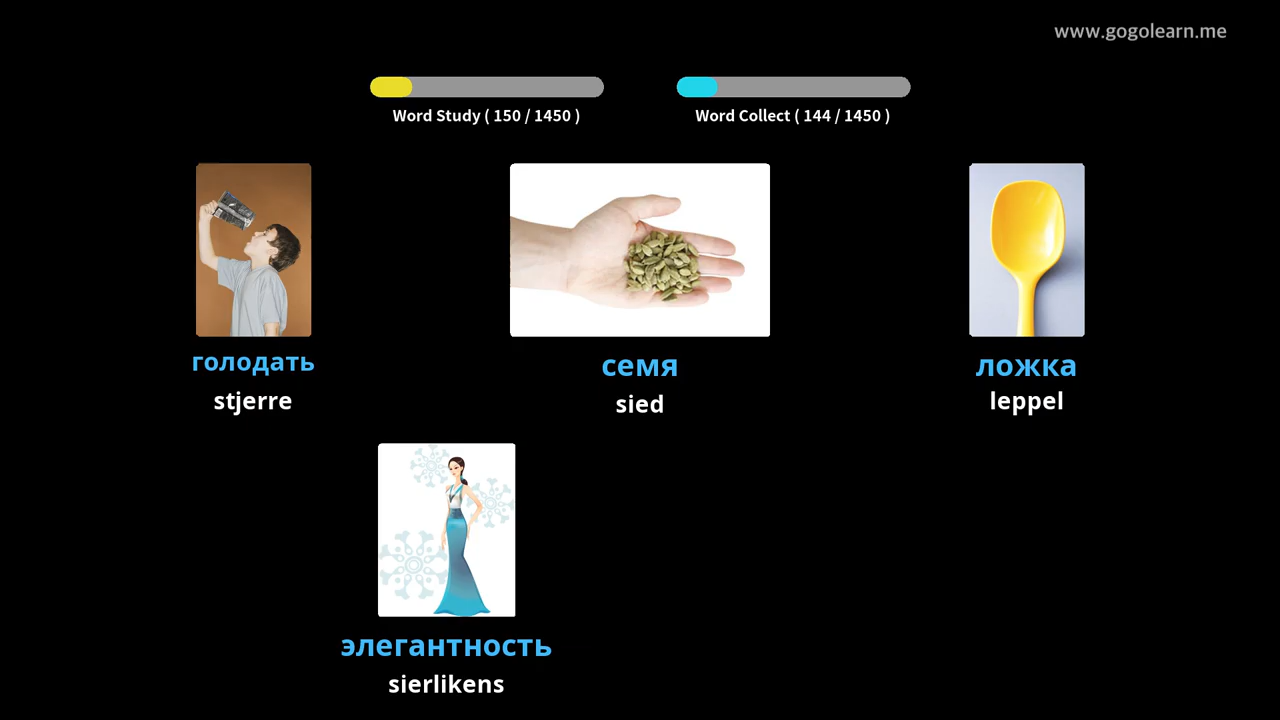 www.gogolearn.me
Word Study ( 150 / 1450 )
Word Collect ( 144 / 1450 )
голодать
stjerre
семя
sied
ложка
leppel
элегантность
sierlikens